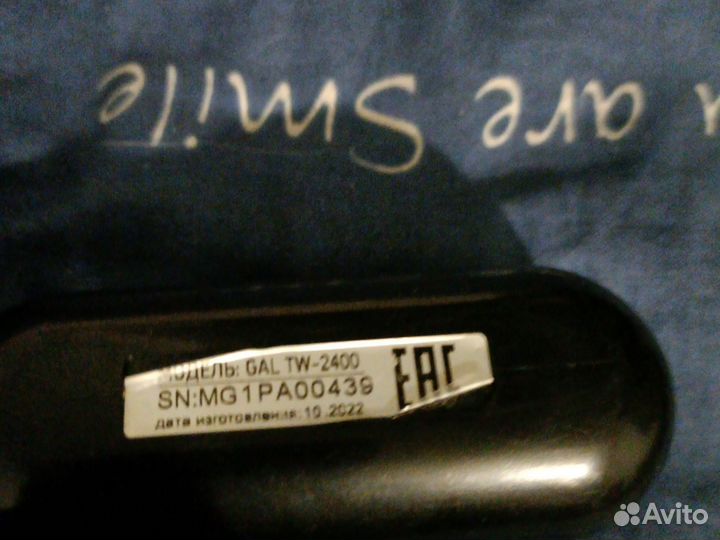 are Smile
МОДЕЛЬ: GAL TW-2400
SN:MG1PA00439
дата изготовления: 10.2022
EAC
Avito